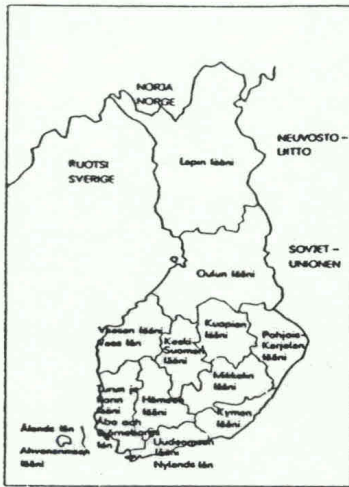 NORJA
NORGE
NEUVOSTO-
LIITTO
RUOTSI
SVERIGE
Lapin lääni
SOVJET-
UNIONEN
Oulun lääni
Vaasan lääni
Vasa län
Keski-
Suomen
lääni
Kuopion
lääni
Pohjois-
Karjalan
lääni
Mikkelin
lääni
Turun ja
Porin
lääni
Åbo och
Björneborgs
län
Hämeen
lääni
Kymen
lääni
Ålands län
Ahvenanmaan
lääni
Uudenmaan
lääni
Nylands län